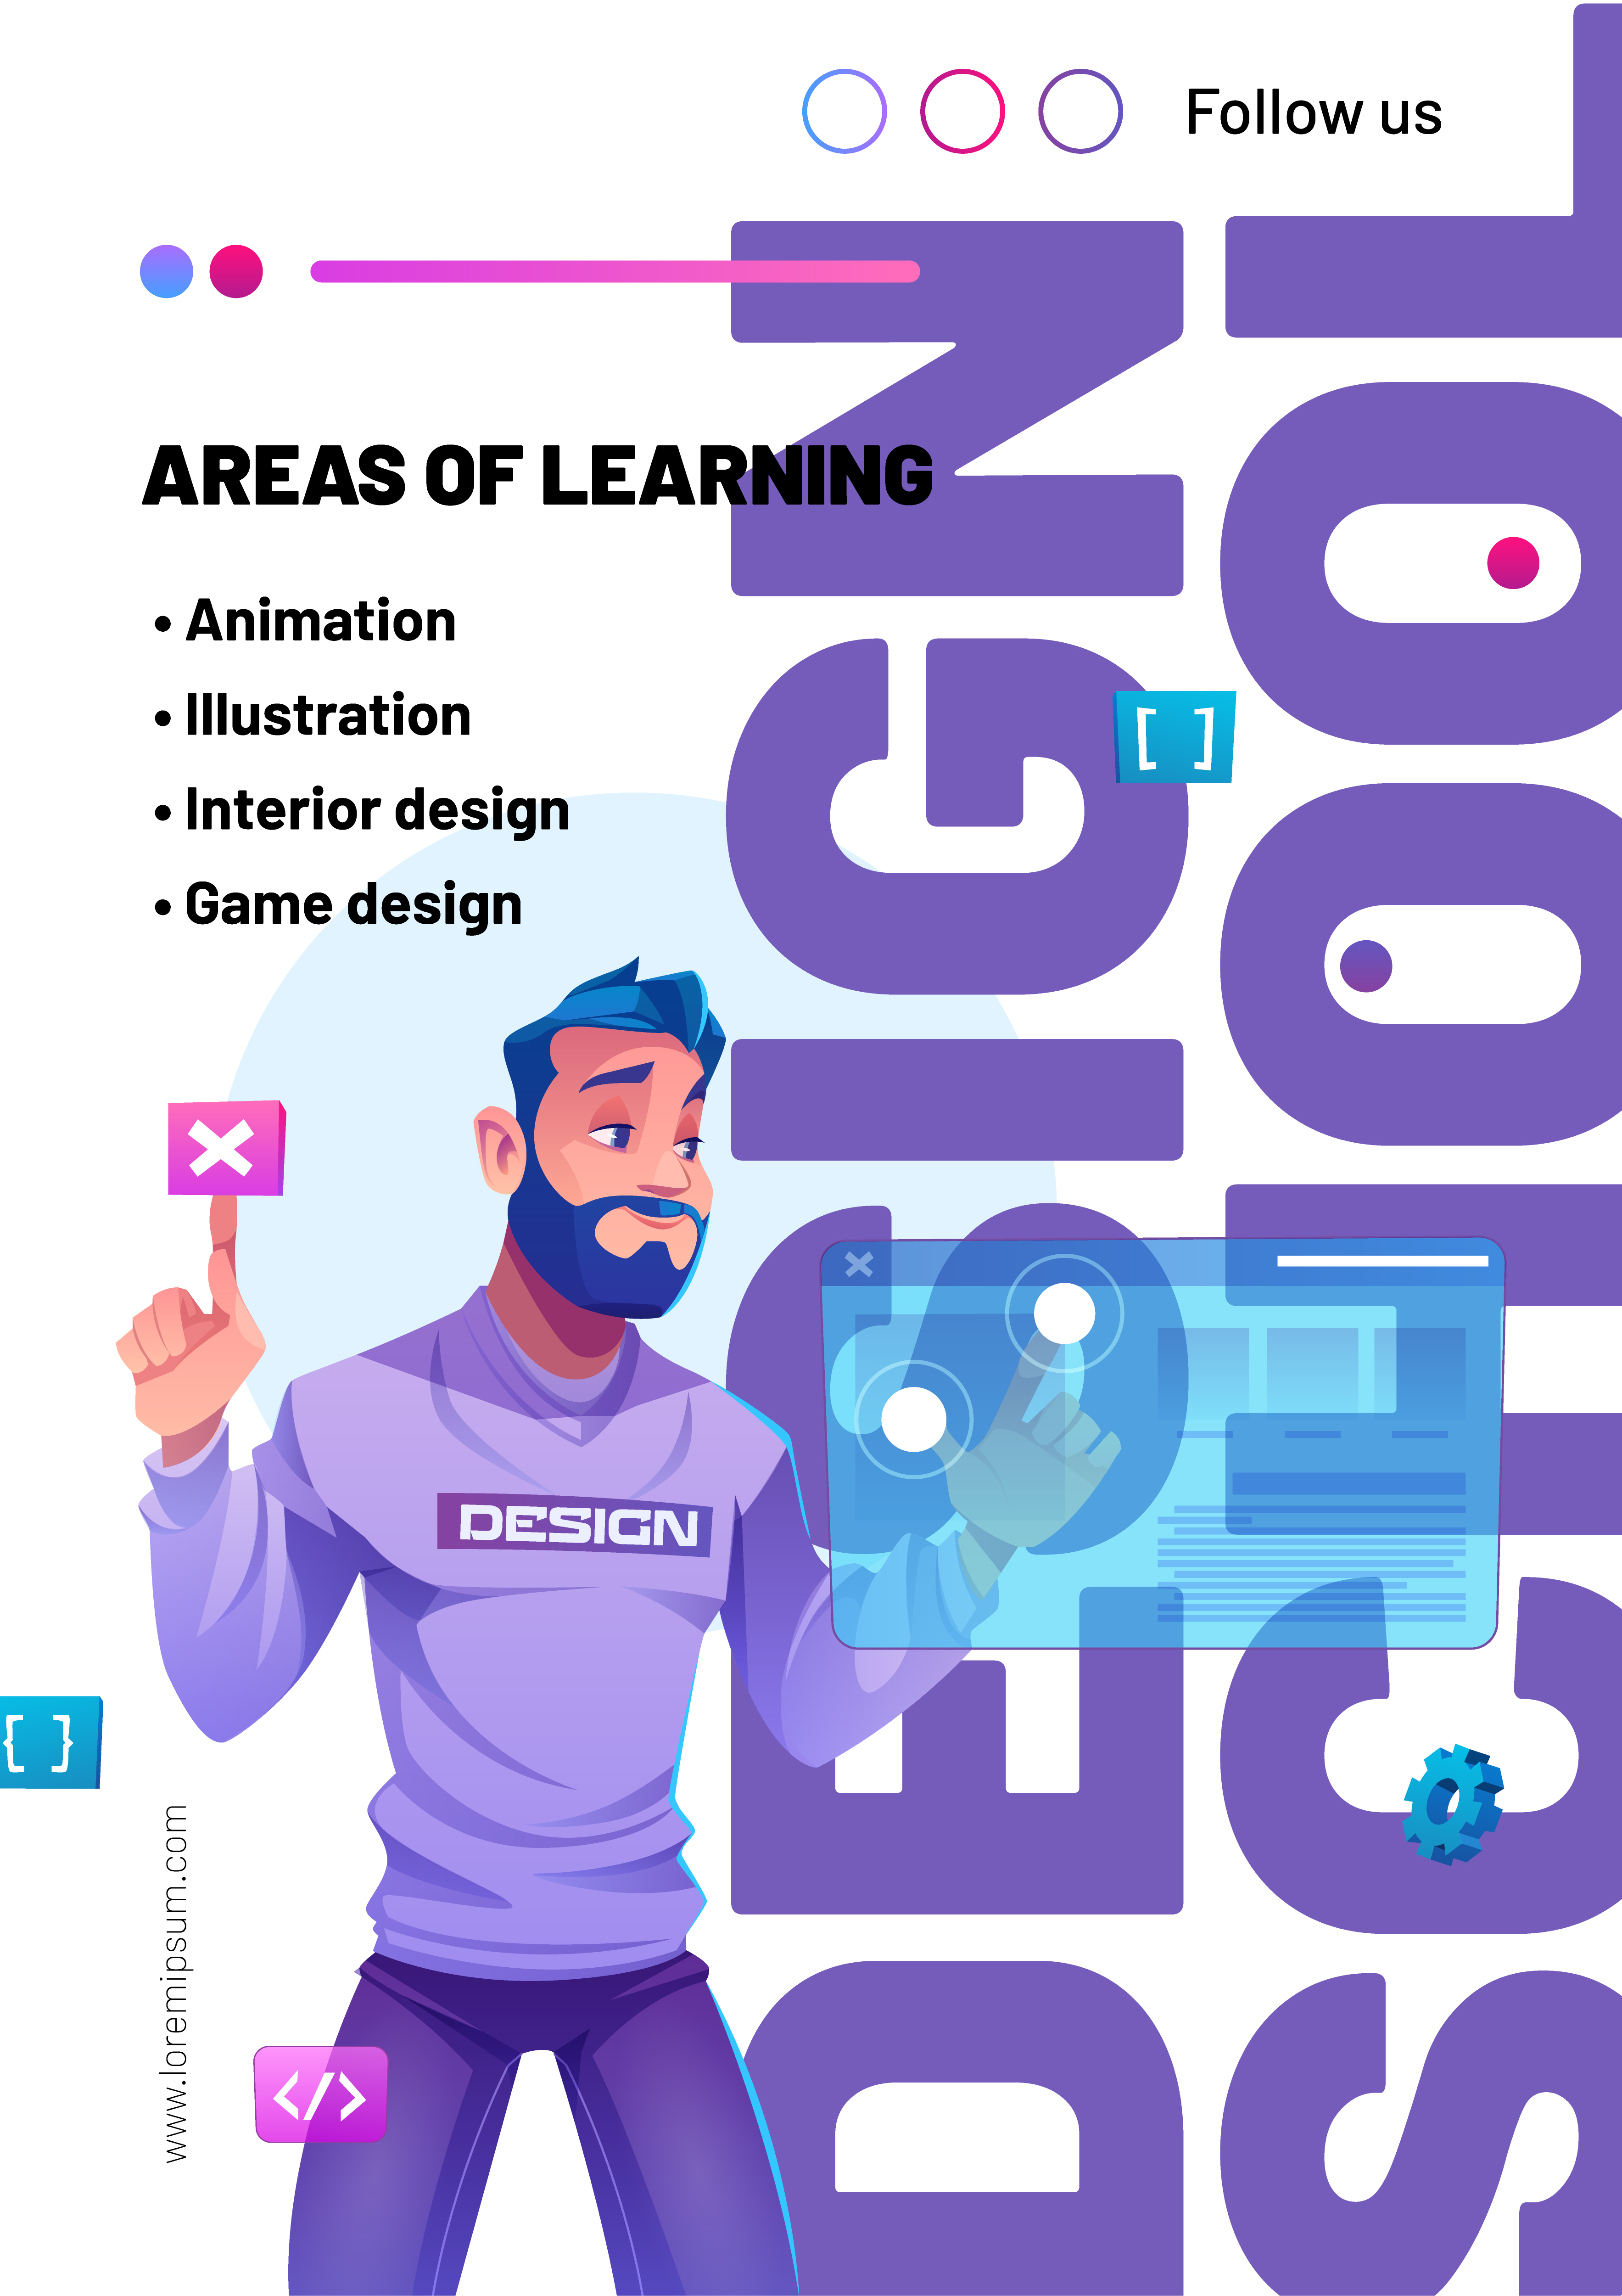 Follow us
AREAS OF LEARNING
• Animation
• Illustration
• Interior design
• Game design
DESIGN
SCHOOL
[ ]
DESIGN
{ }
</>
www.loremipsum.com